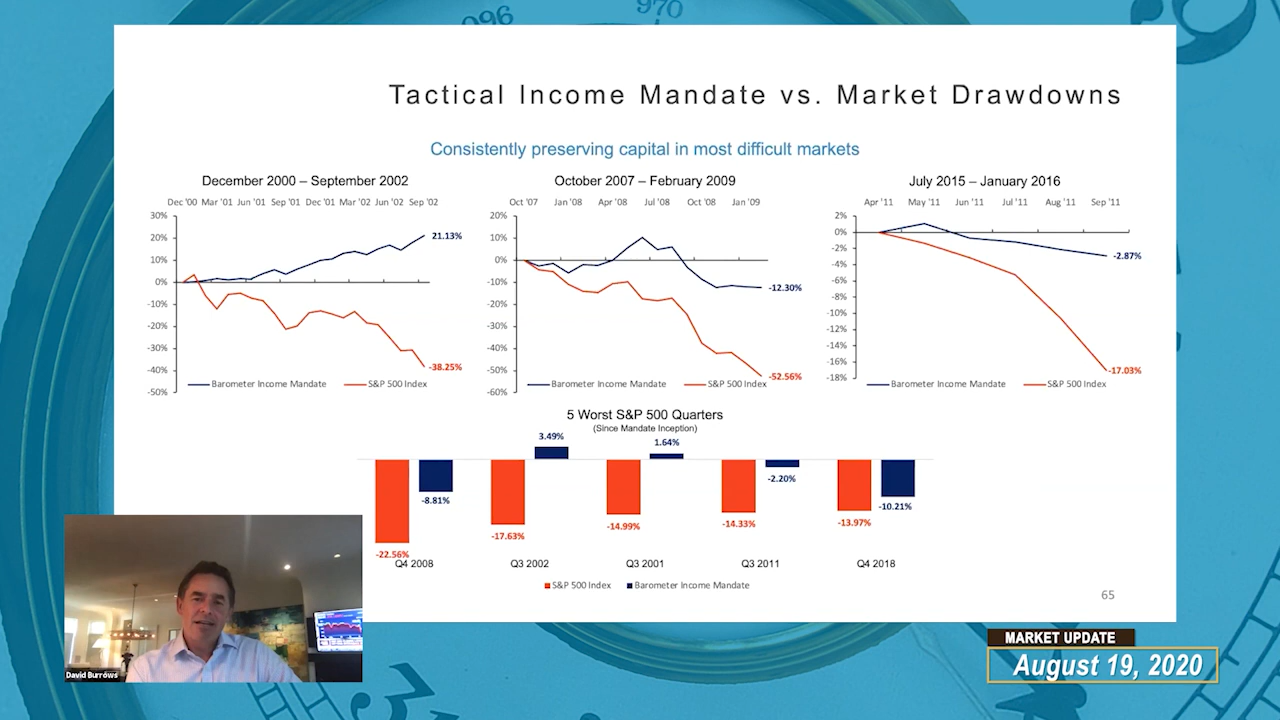 096
970
Tactical Income Mandate vs. Market Drawdowns
Consistently preserving capital in most difficult markets
December 2000 – September 2002
Dec '00 Mar '01 Jun '01 Sep '01 Dec '01 Mar '02 Jun '02 Sep '02
30%
20%
10%
0%
-10%
-20%
-30%
-40%
-50%
21.13%
-38.25%
Barometer Income Mandate S&P 500 Index
October 2007 – February 2009
Oct '07 Jan '08 Apr '08 Jul '08 Oct '08 Jan '09
20%
10%
0%
-10%
-20%
-30%
-40%
-50%
-60%
-12.30%
-52.56%
Barometer Income Mandate S&P 500 Index
July 2015 – January 2016
Apr '11 May '11 Jun '11 Jul '11 Aug '11 Sep '11
2%
0%
-2%
-4%
-6%
-8%
-10%
-12%
-14%
-16%
-18%
-2.87%
-17.03%
Barometer Income Mandate S&P 500 Index
5 Worst S&P 500 Quarters
(Since Mandate Inception)
3.49% 1.64%
-8.81% -2.20% -10.21%
-22.56% -17.63% -14.99% -14.33% -13.97%
Q4 2008 Q3 2002 Q3 2001 Q3 2011 Q4 2018
S&P 500 Index Barometer Income Mandate
65
David Burrows
MARKET UPDATE
August 19, 2020